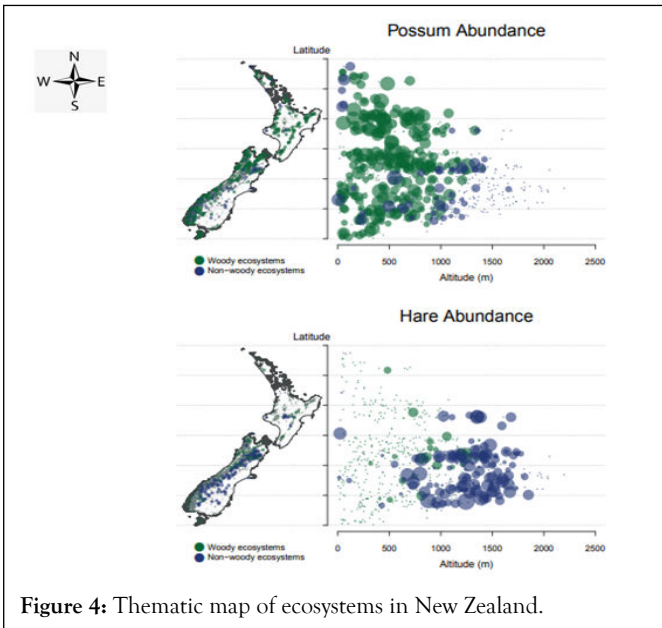 Possum Abundance
Latitude
N
W E
S
Woody ecosystems
Non-woody ecosystems
0 500 1000 1500 2000 2500
Altitude (m)
Hare Abundance
Latitude
Woody ecosystems
Non-woody ecosystems
0 500 1000 1500 2000 2500
Altitude (m)
Figure 4: Thematic map of ecosystems in New Zealand.